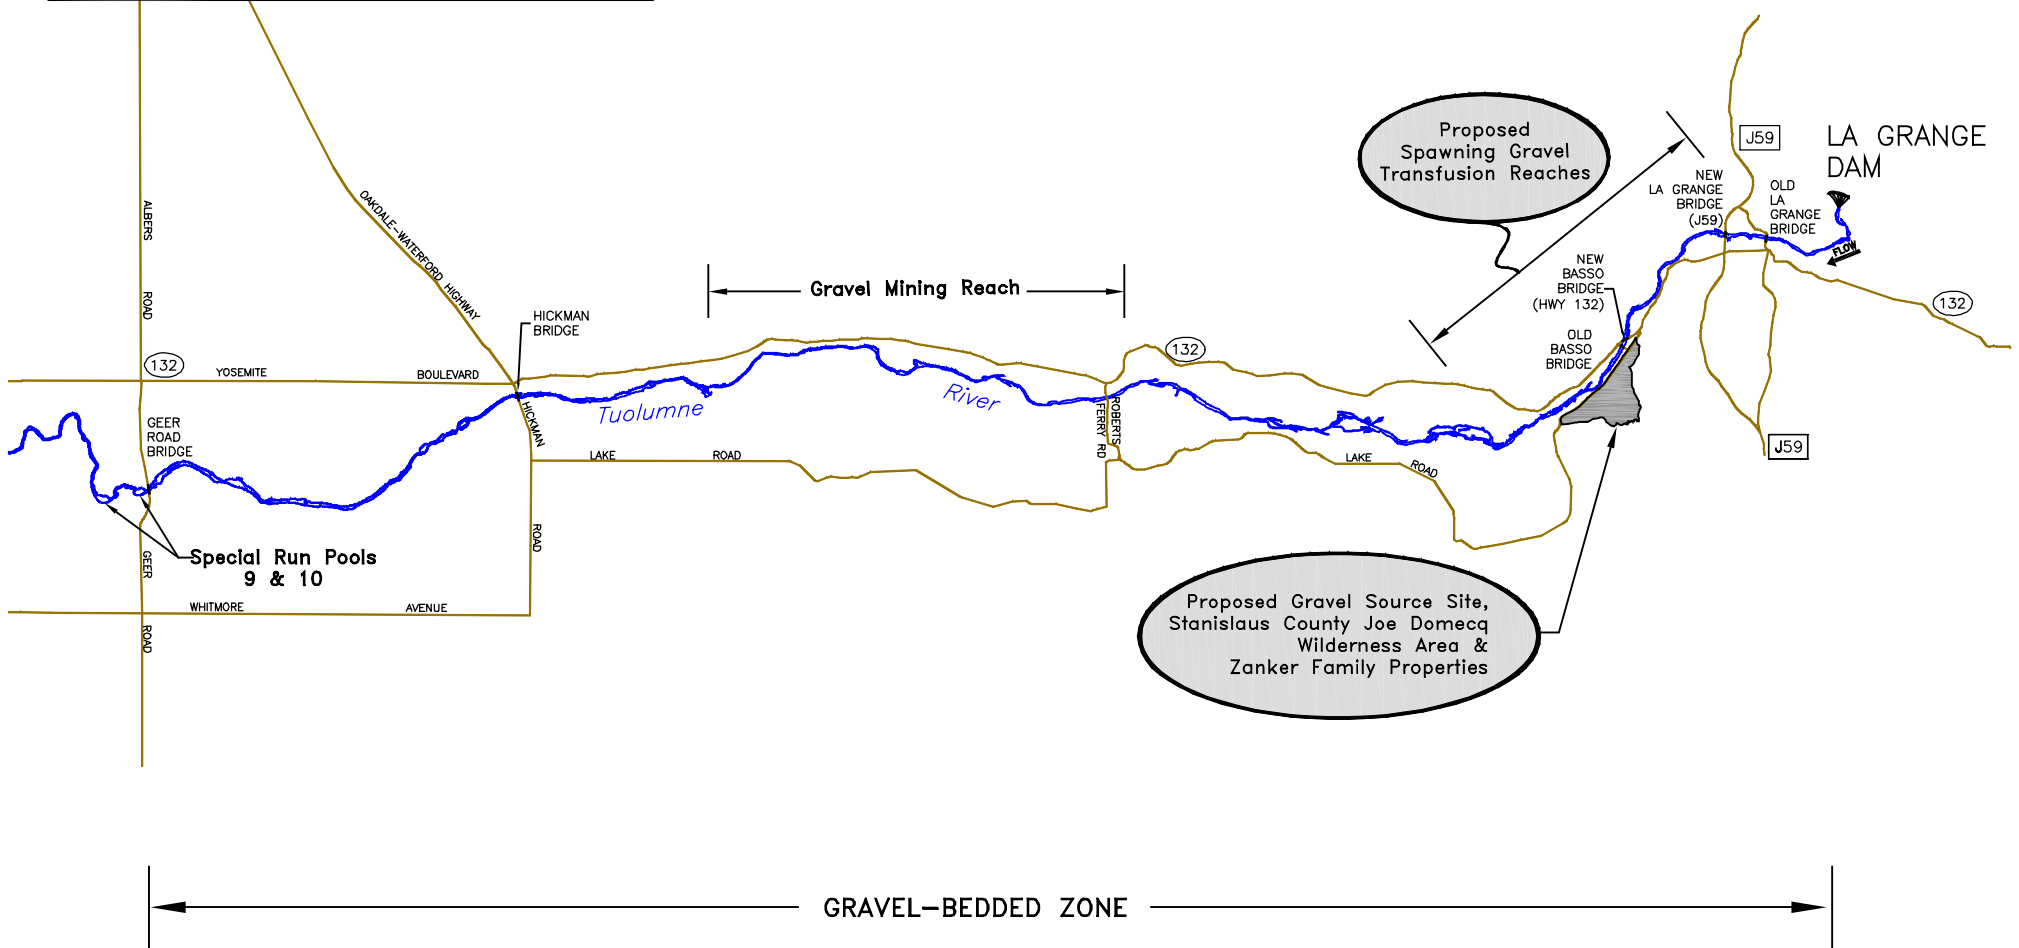 Proposed
Spawning Gravel
Transfusion Reaches
J59
LA GRANGE
DAM
NEW
LA GRANGE
BRIDGE
(J59)
OLD
LA
GRANGE
BRIDGE
FLOW
ALBERS
ROAD
OAKDALE-WATERFORD HIGHWAY
NEW
BASSO
BRIDGE
(HWY 132)
132
Gravel Mining Reach
HICKMAN
BRIDGE
OLD
BASSO
BRIDGE
132
132
YOSEMITE
BOULEVARD
Tuolumne
River
HICKMAN
ROAD
ROBERTS
FERRY RD
GEER
ROAD
BRIDGE
LAKE
ROAD
LAKE
ROAD
J59
Special Run Pools
9 & 10
GEER
ROAD
WHITMORE
AVENUE
Proposed Gravel Source Site,
Stanislaus County Joe Domecq
Wilderness Area &
Zanker Family Properties
GRAVEL-BEDDED ZONE